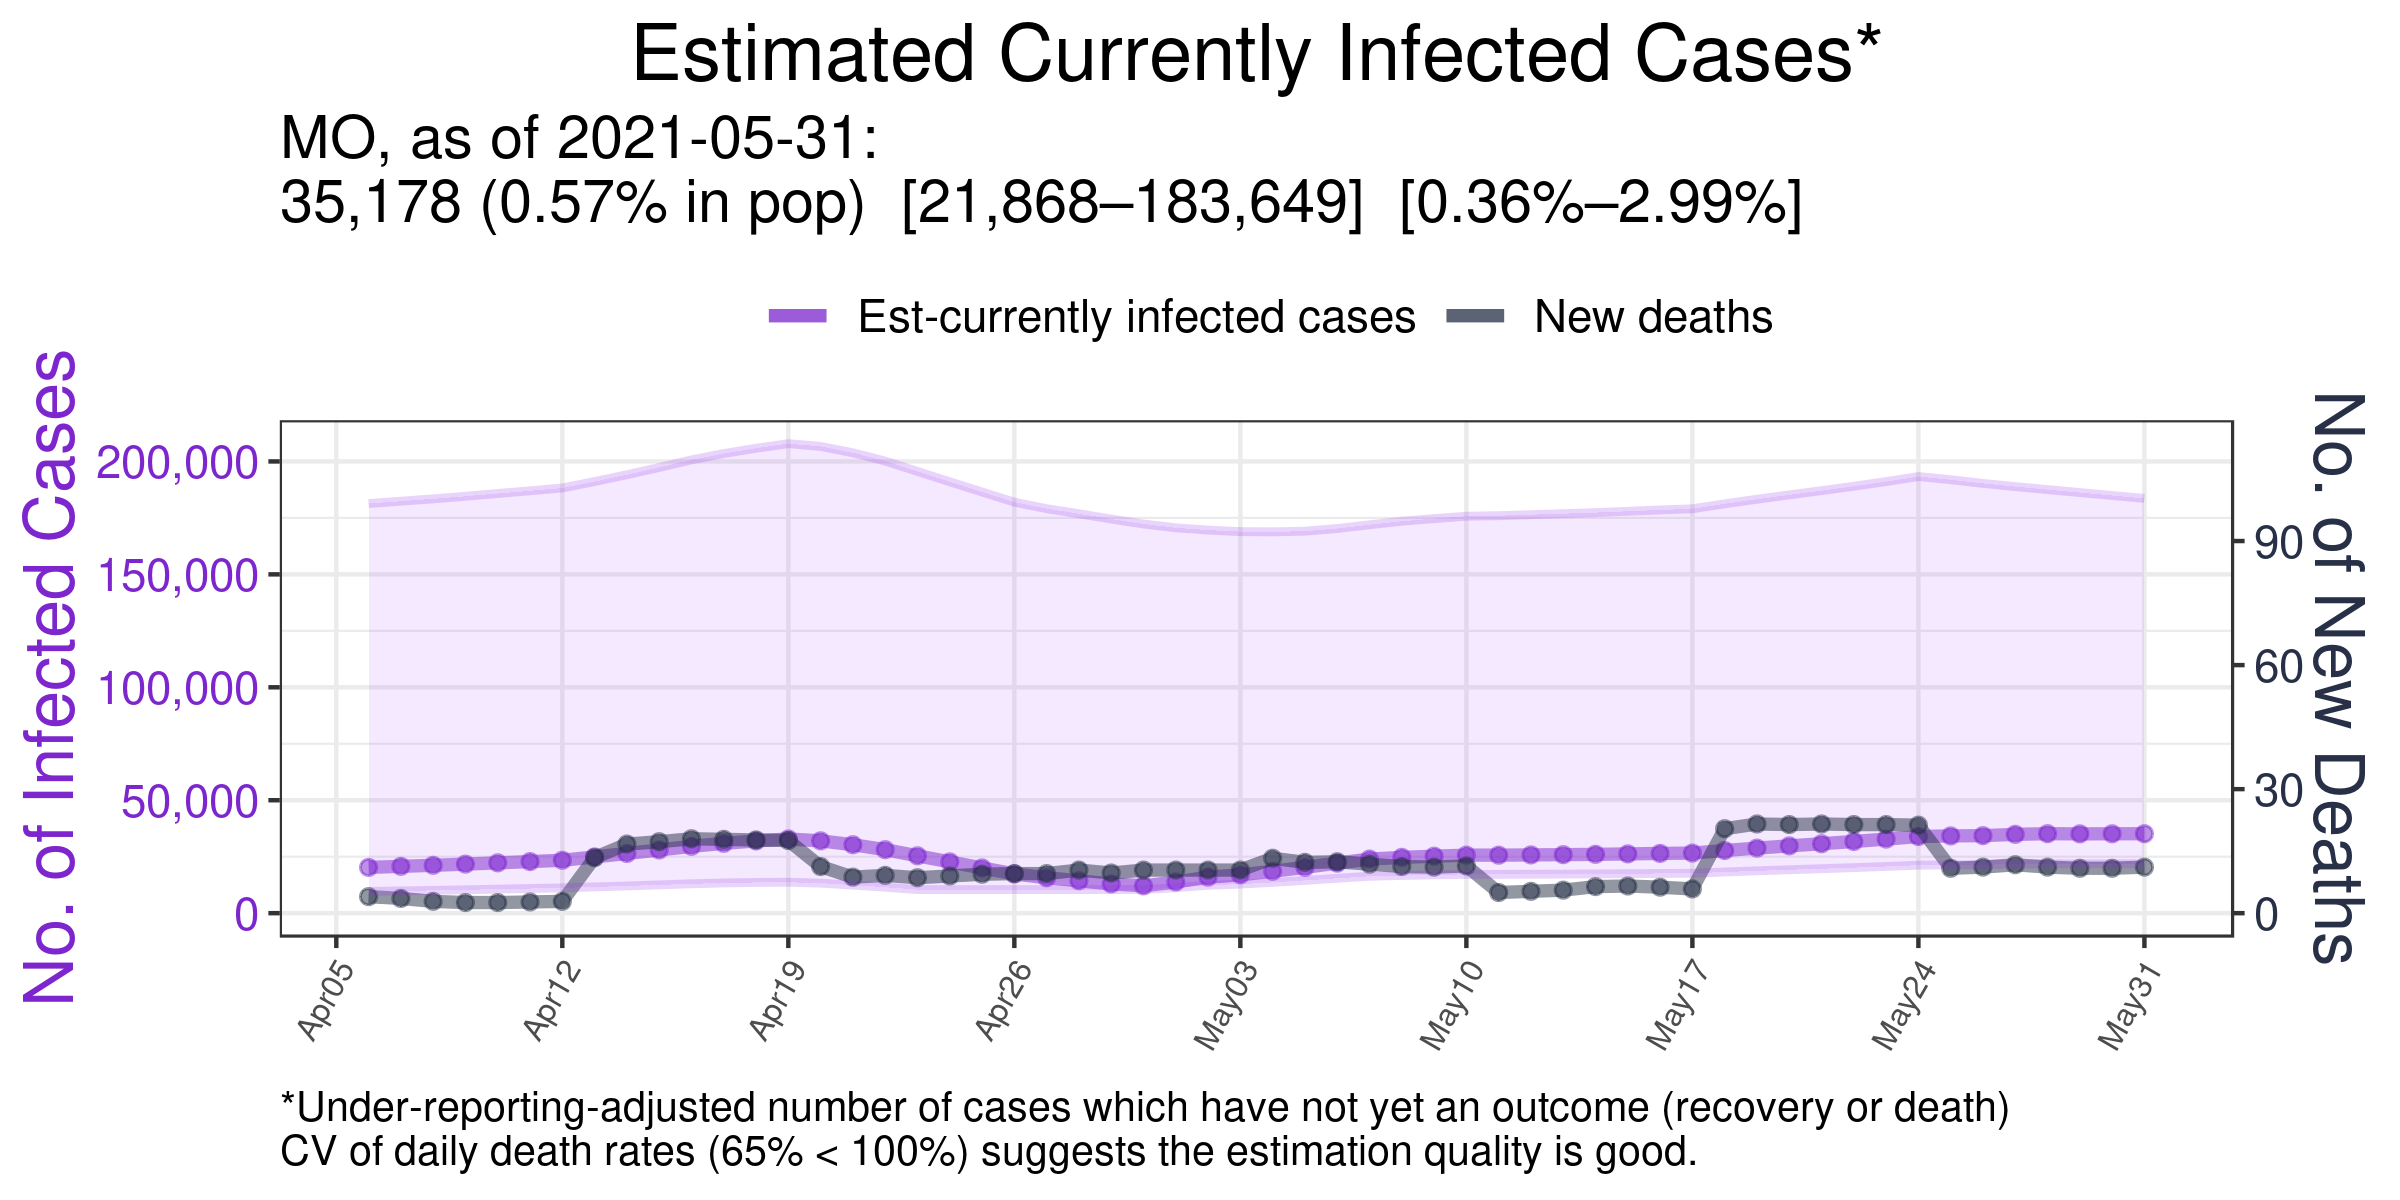 Estimated Currently Infected Cases*
MO, as of 2021-05-31:
35,178 (0.57% in pop)  [21,868–183,649]  [0.36%–2.99%]
Est-currently infected cases
New deaths
No. of Infected Cases
200,000
150,000
100,000
50,000
0
90
60
30
0
No. of New Deaths
Apr05
Apr12
Apr19
Apr26
May03
May10
May17
May24
May31
*Under-reporting-adjusted number of cases which have not yet an outcome (recovery or death)
CV of daily death rates (65% < 100%) suggests the estimation quality is good.